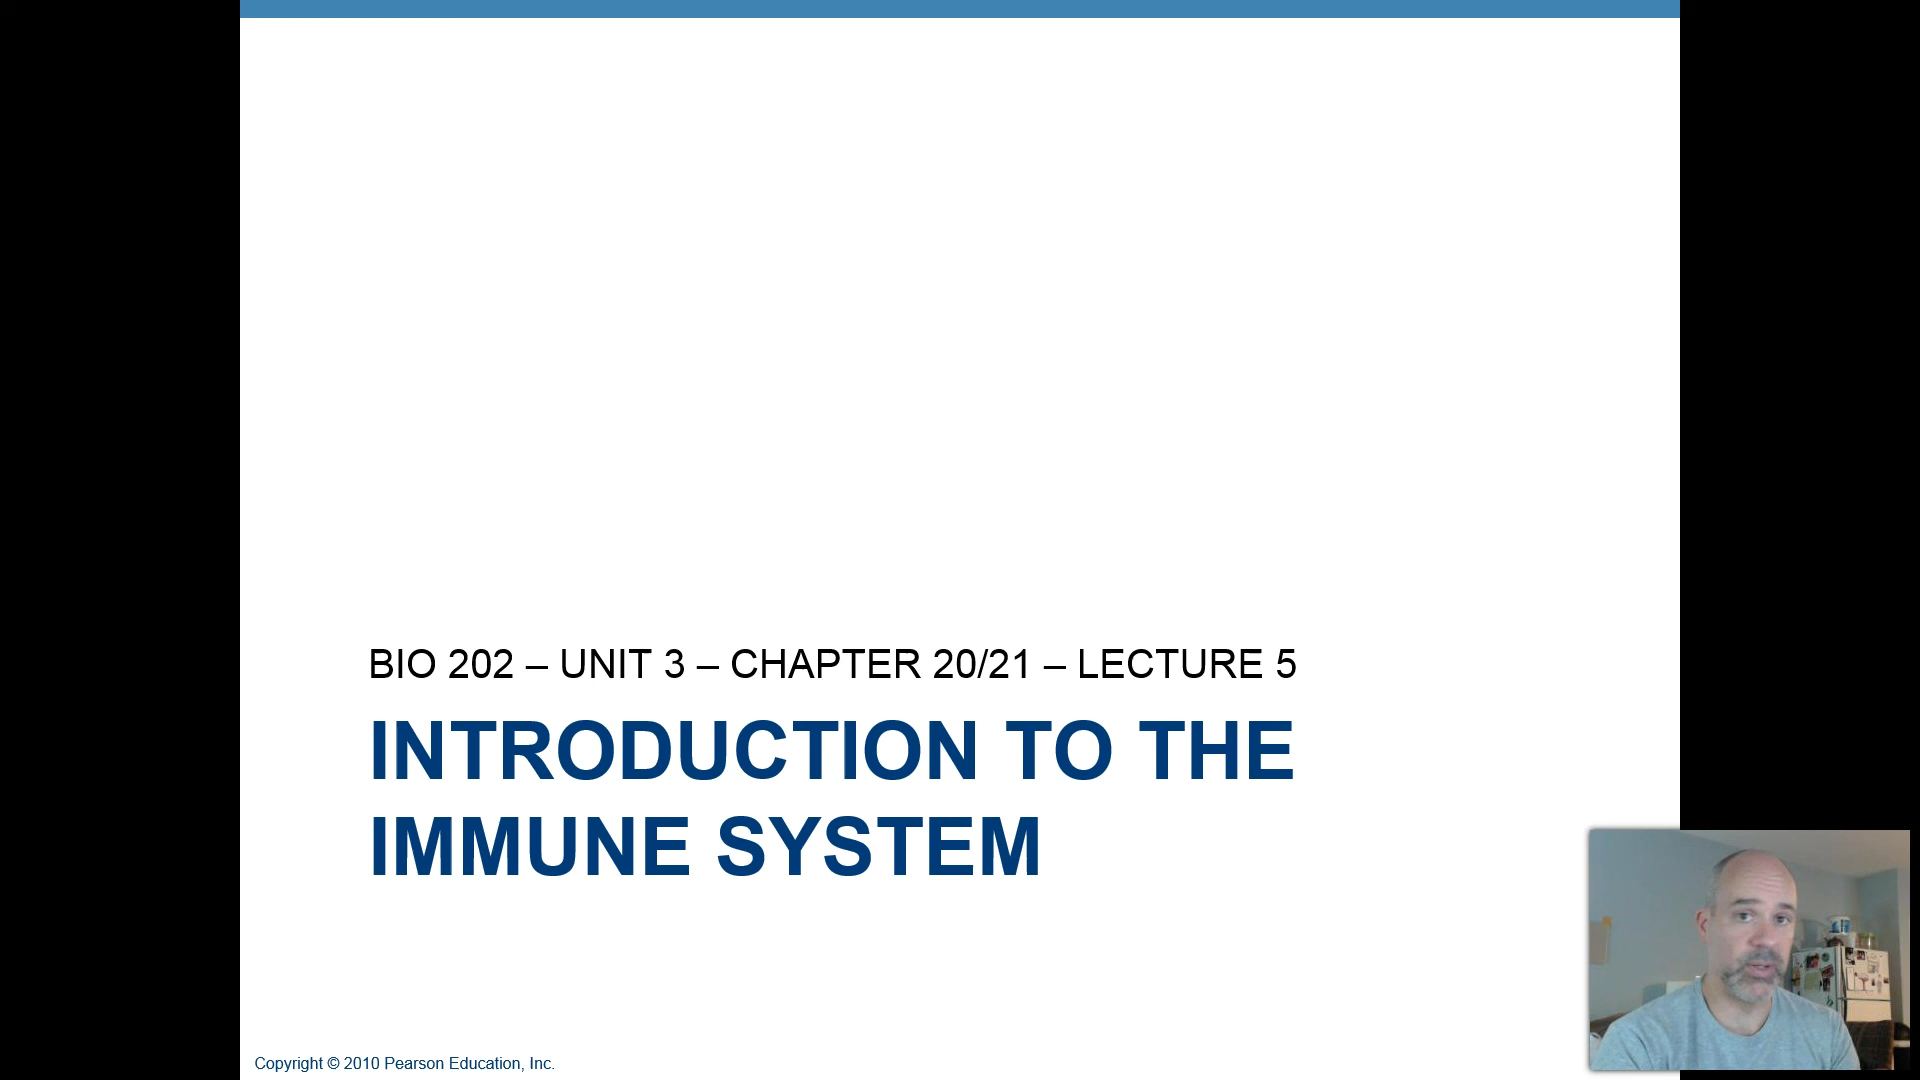 BIO 202 – UNIT 3 – CHAPTER 20/21 – LECTURE 5
INTRODUCTION TO THE
IMMUNE SYSTEM
Copyright © 2010 Pearson Education, Inc.